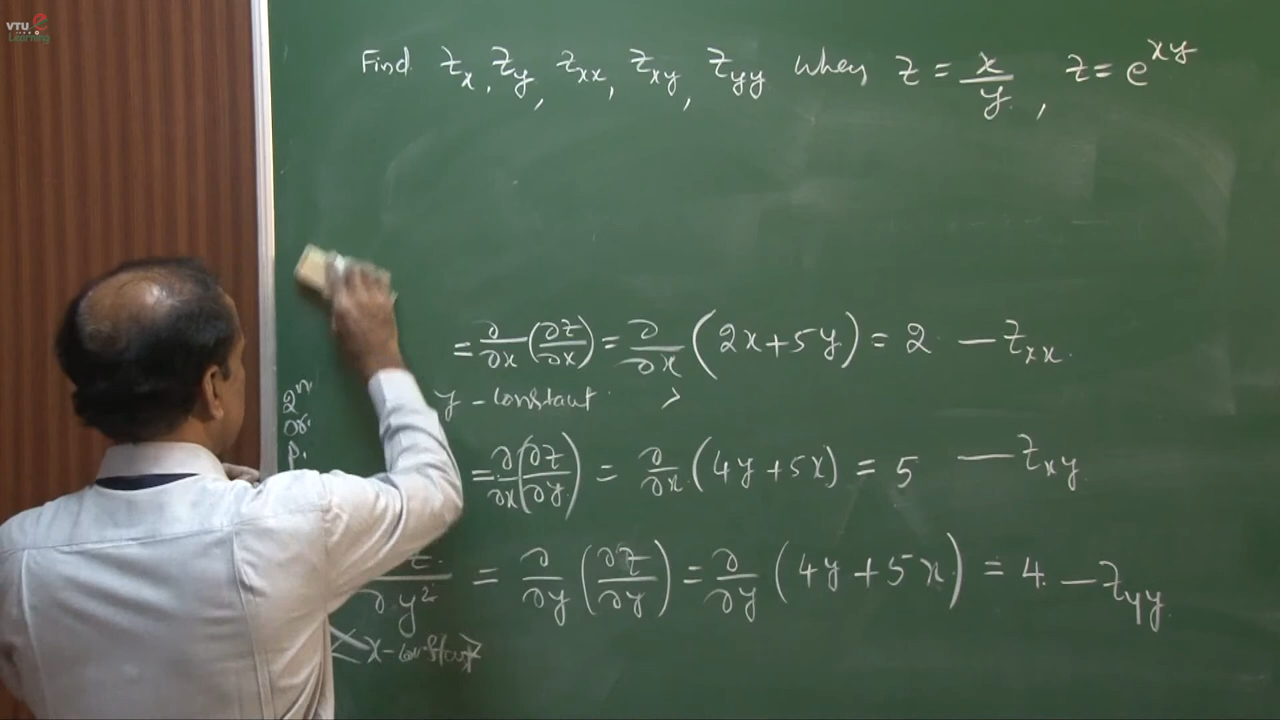 VTU e
Learning
Find z_x, z_y, z_xx, z_xy, z_yy when z = x/y, z = e^xy
= ∂/∂x (∂z/∂x) = ∂/∂x (2x+5y) = 2 — z_xx.
y - constant >
= ∂/∂x (∂z/∂y) = ∂/∂x (4y+5x) = 5 — z_xy
∂y² = ∂/∂y (∂z/∂y) = ∂/∂y (4y+5x) = 4. — z_yy
< x - constant >